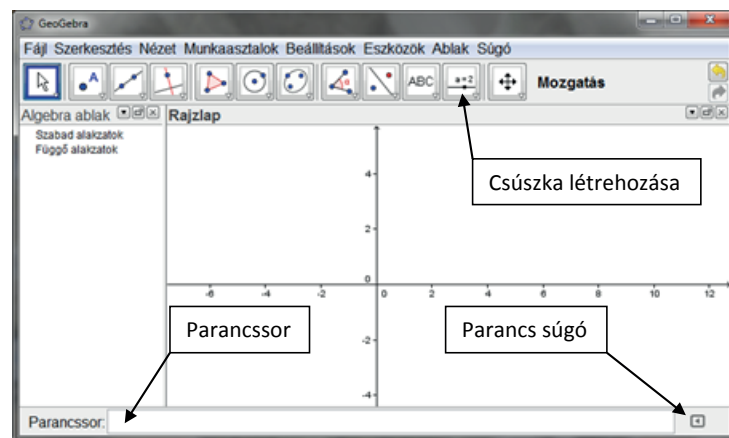 GeoGebra
Fájl Szerkesztés Nézet Munkaasztalok Beállítások Eszközök Ablak Súgó
A ABC a=2 Mozgatás
Algebra ablak Rajzlap
Szabad alakzatok
Függő alakzatok
Csúszka létrehozása
4
2
0
-6 -4 -2 0 2 4 6 8 10 12
Parancssor Parancs súgó
-2
-4
Parancssor: